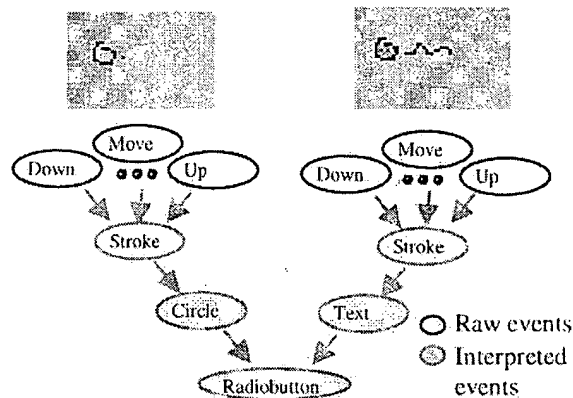 Move Move
Down Up Down Up
Stroke Stroke
Circle Text
Raw events
Interpreted
events
Radiobutton